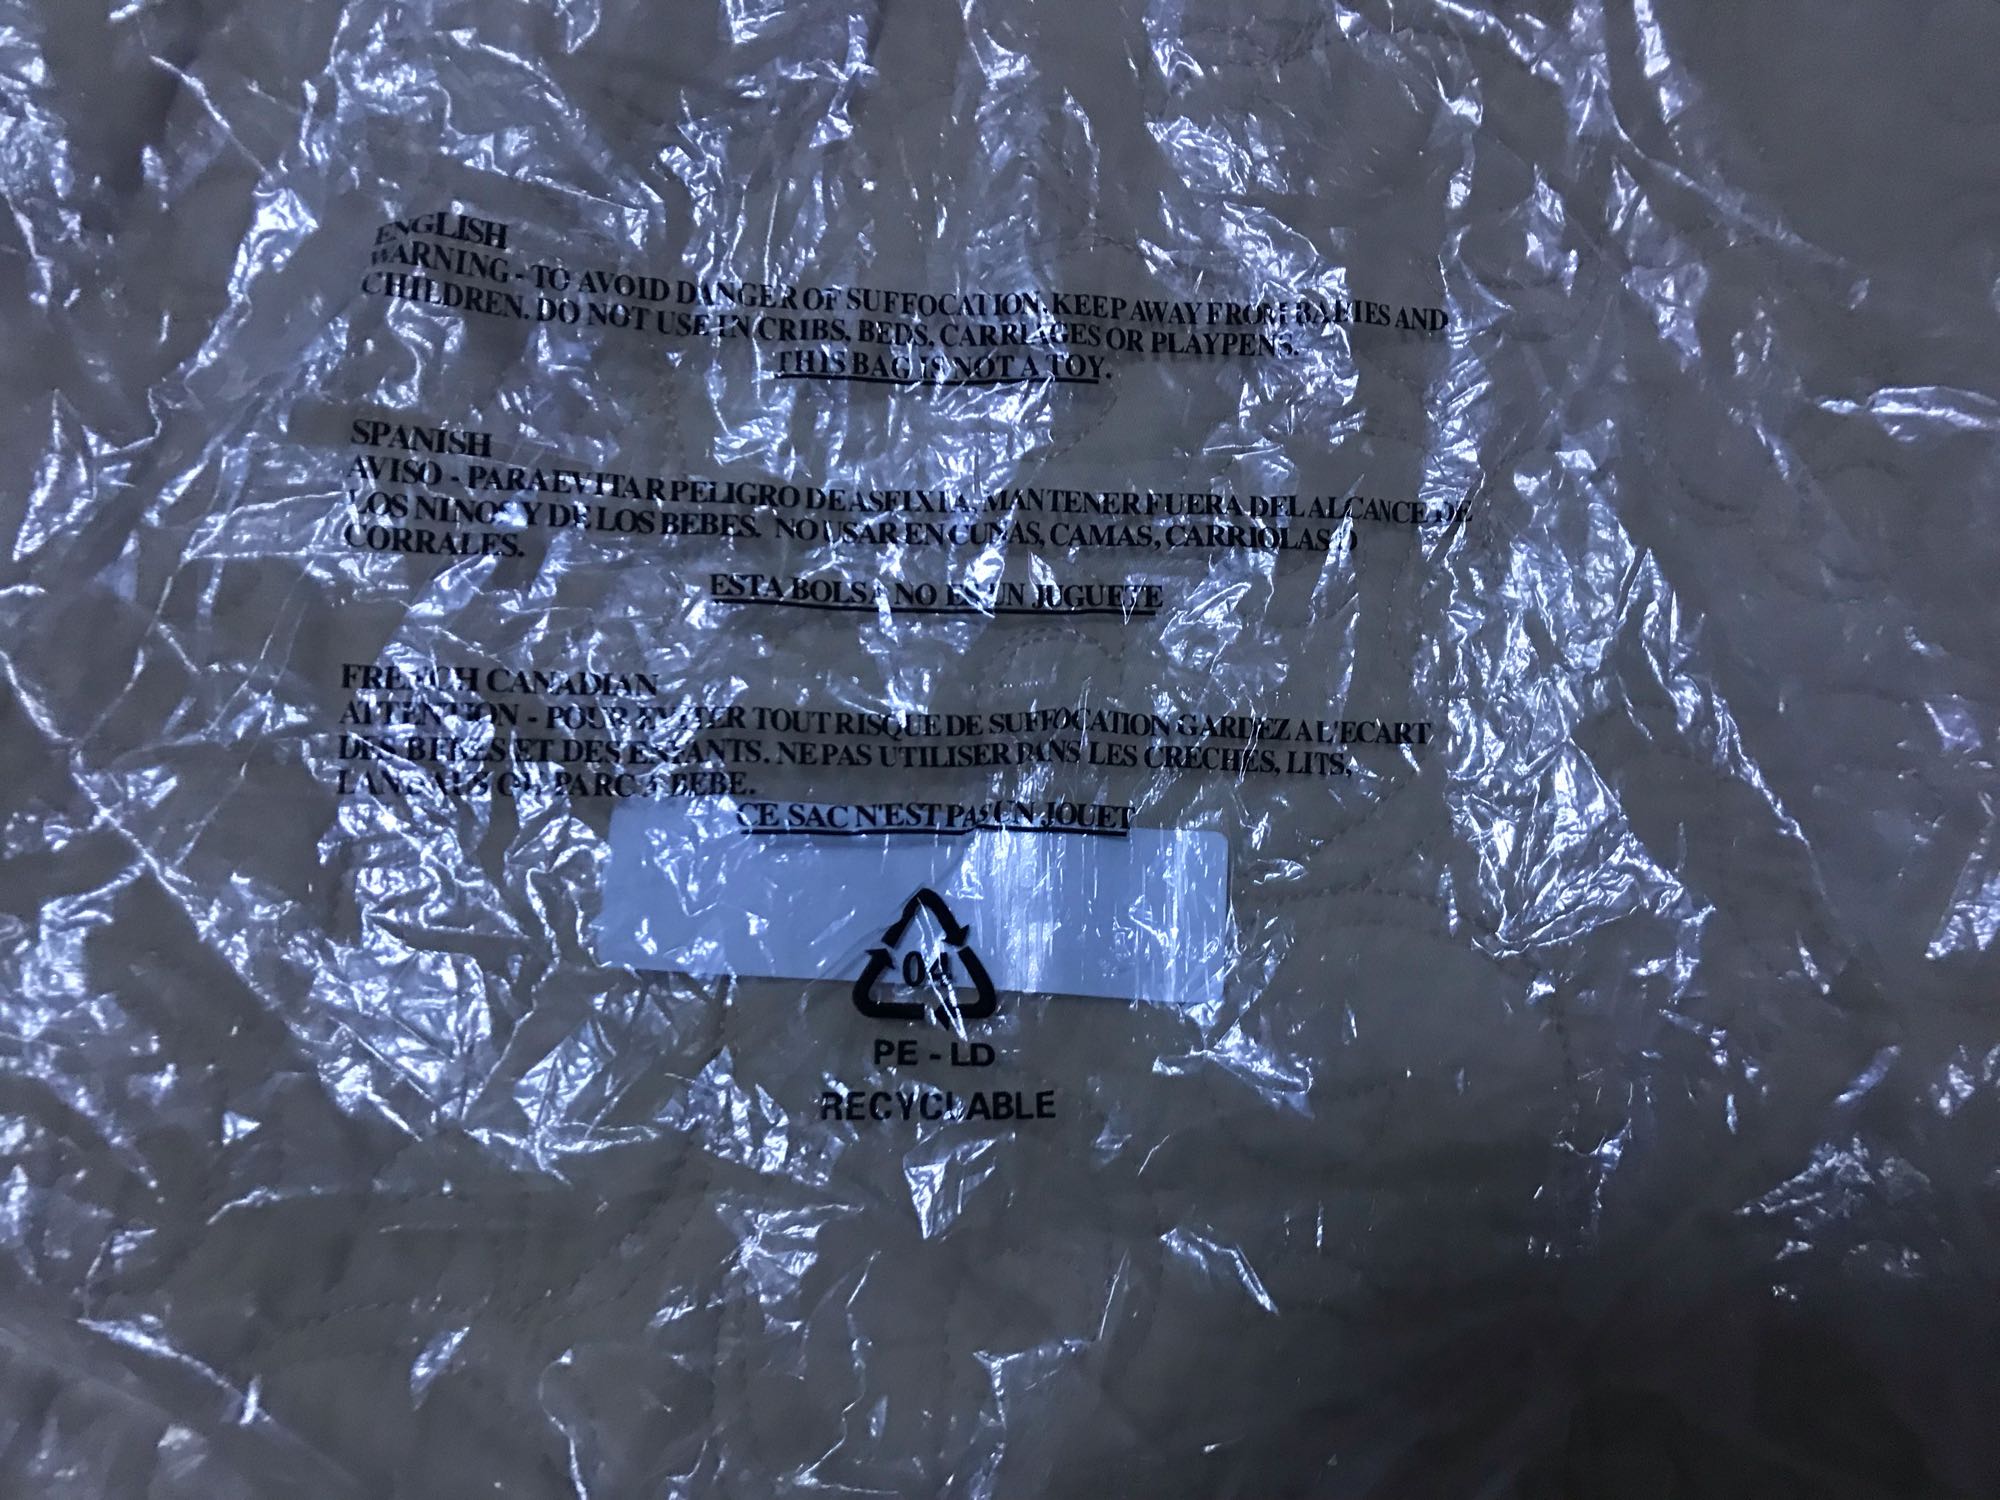 ENGLISH
WARNING - TO AVOID DANGER OF SUFFOCATION, KEEP AWAY FROM BABIES AND
CHILDREN. DO NOT USE IN CRIBS, BEDS, CARRIAGES OR PLAYPENS.
THIS BAG IS NOT A TOY.
SPANISH
AVISO - PARA EVITAR PELIGRO DE ASFIXIA, MANTENER FUERA DEL ALCANCE DE
LOS NINOS Y DE LOS BEBES. NO USAR EN CUNAS, CAMAS, CARRIOLAS O
CORRALES.
ESTA BOLSA NO ES UN JUGUETE
FRENCH CANADIAN
ATTENTION - POUR EVITER TOUT RISQUE DE SUFFOCATION GARDEZ A L'ECART
DES BEBES ET DES ENFANTS. NE PAS UTILISER DANS LES CRECHES, LITS,
LANDAUS OU PARC A BEBE.
CE SAC N'EST PAS UN JOUET
04
PE - LD
RECYCLABLE